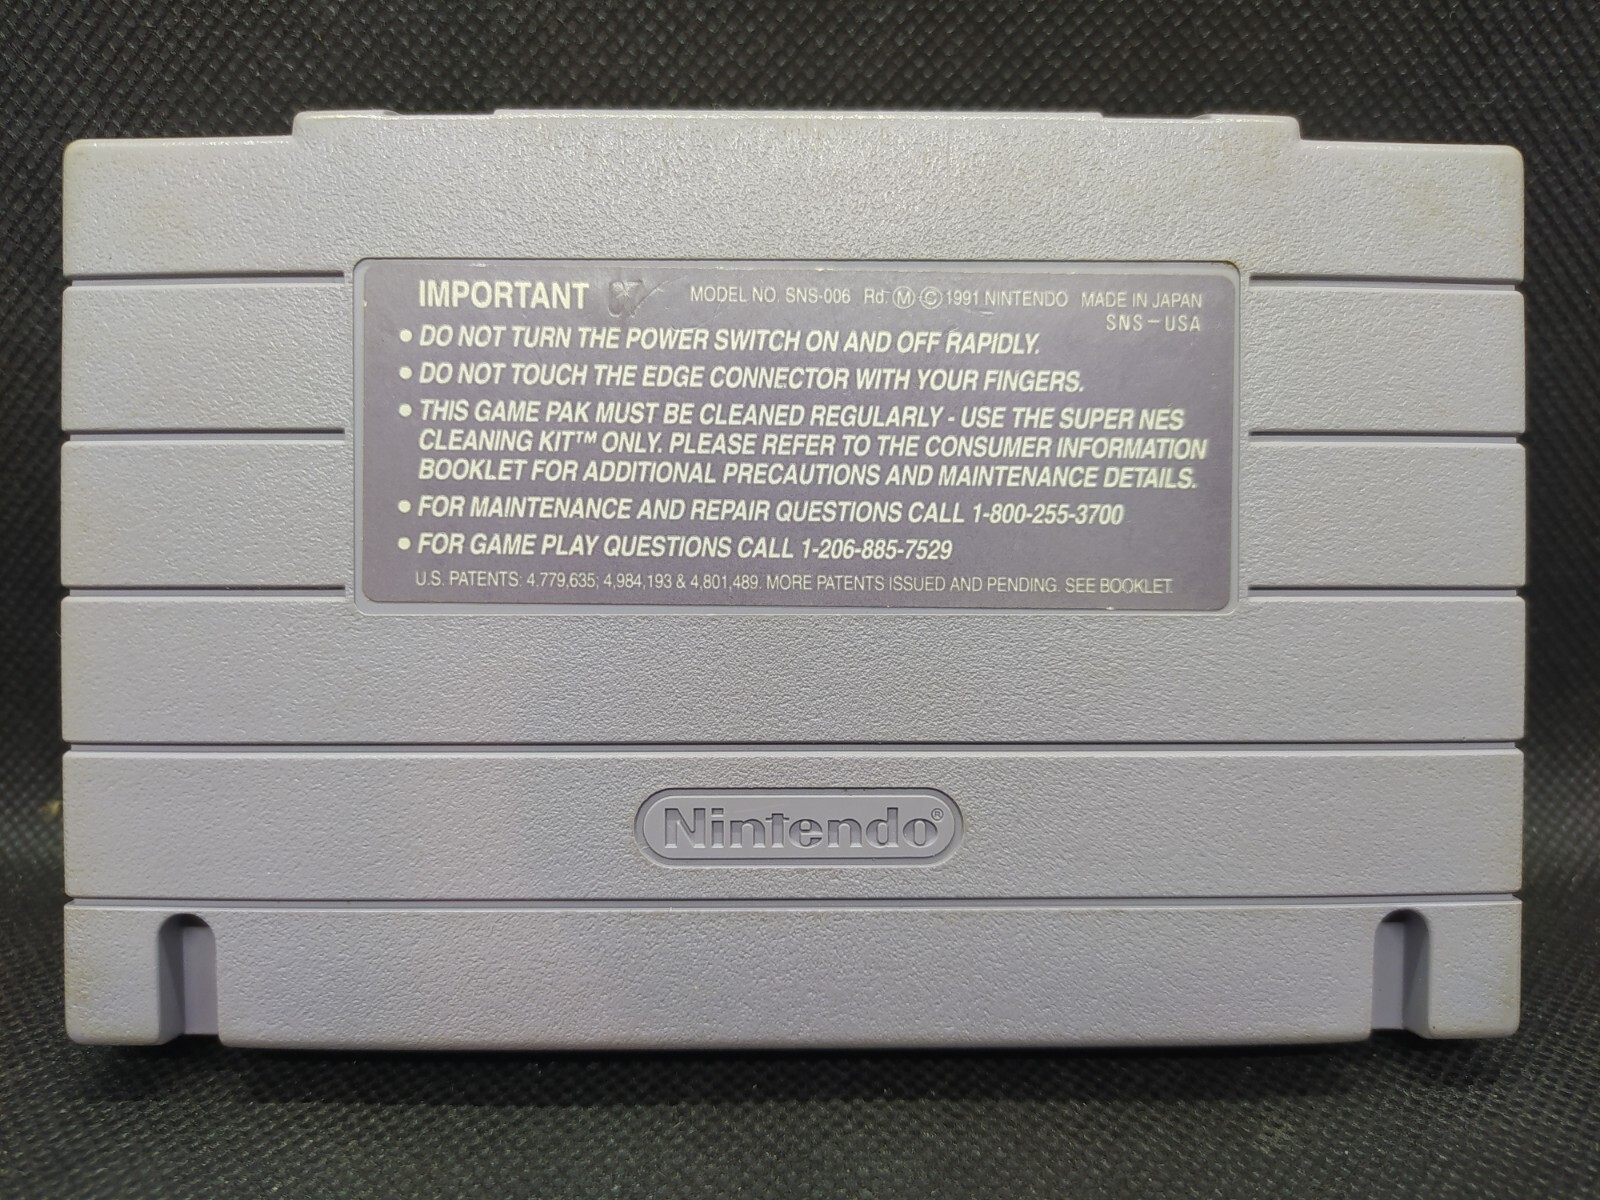 IMPORTANT 67 MODEL NO. SNS-006 Rd. Ⓜ © 1991 NINTENDO MADE IN JAPAN
SNS-USA
• DO NOT TURN THE POWER SWITCH ON AND OFF RAPIDLY.
• DO NOT TOUCH THE EDGE CONNECTOR WITH YOUR FINGERS.
• THIS GAME PAK MUST BE CLEANED REGULARLY - USE THE SUPER NES
CLEANING KIT™ ONLY. PLEASE REFER TO THE CONSUMER INFORMATION
BOOKLET FOR ADDITIONAL PRECAUTIONS AND MAINTENANCE DETAILS.
• FOR MAINTENANCE AND REPAIR QUESTIONS CALL 1-800-255-3700
• FOR GAME PLAY QUESTIONS CALL 1-206-885-7529
U.S. PATENTS: 4,779,635; 4,984,193 & 4,801,489. MORE PATENTS ISSUED AND PENDING. SEE BOOKLET.
Nintendo®